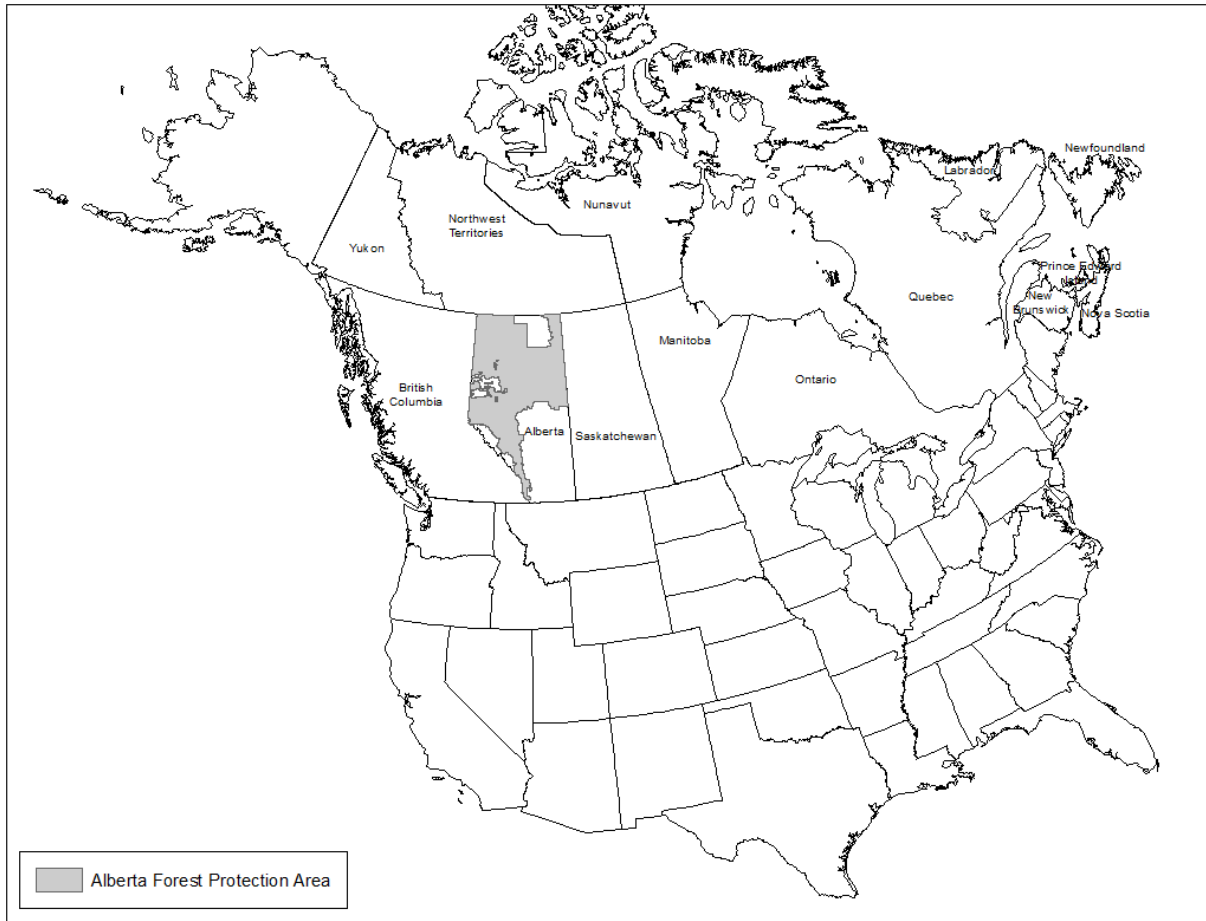 Newfoundland
Labrador
Nunavut
Northwest
Territories
Yukon
Prince Edward
Island
Quebec
New
Brunswick
Nova Scotia
Manitoba
Ontario
British
Columbia
Alberta
Saskatchewan
Alberta Forest Protection Area